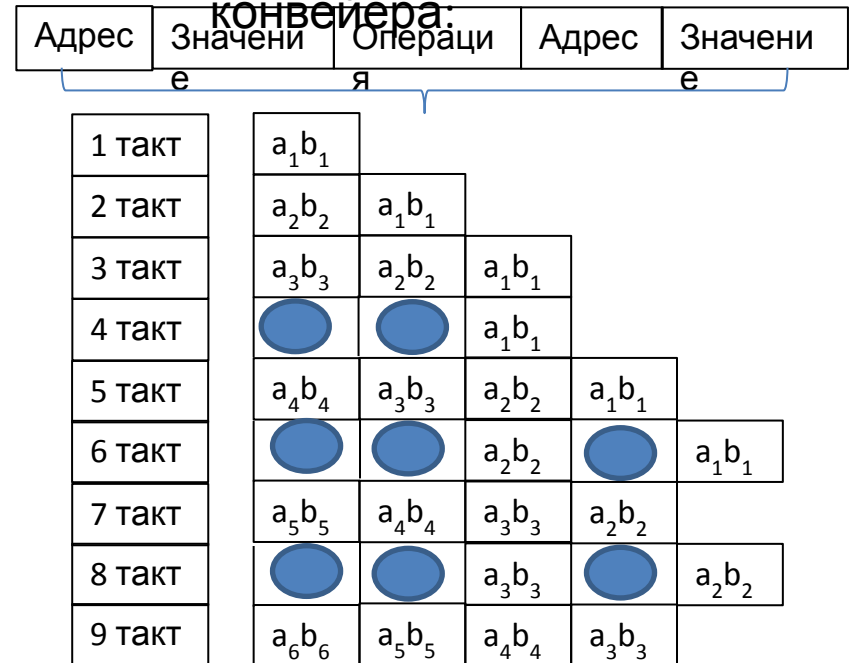 конвейера:
Адрес Значение Операция Адрес Значение
1 такт a₁b₁
2 такт a₂b₂ a₁b₁
3 такт a₃b₃ a₂b₂ a₁b₁
4 такт a₁b₁
5 такт a₄b₄ a₃b₃ a₂b₂ a₁b₁
6 такт a₂b₂ a₁b₁
7 такт a₅b₅ a₄b₄ a₃b₃ a₂b₂
8 такт a₃b₃ a₂b₂
9 такт a₆b₆ a₅b₅ a₄b₄ a₃b₃